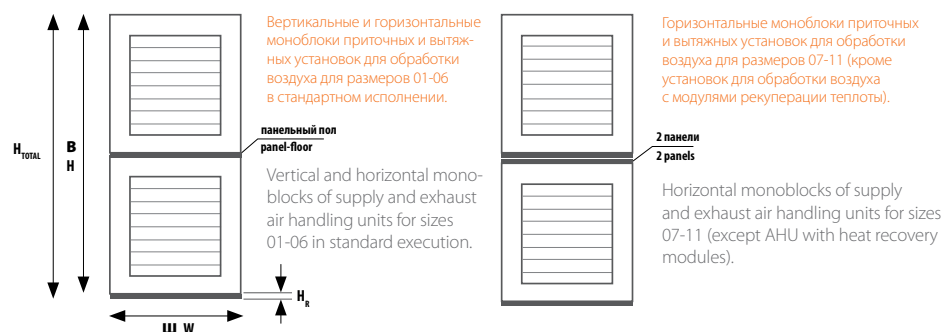 Вертикальные и горизонтальные
моноблоки приточных и вытяж-
ных установок для обработки
воздуха для размеров 01-06
в стандартном исполнении.
панельный пол
panel-floor
Vertical and horizontal mono-
blocks of supply and exhaust
air handling units for sizes
01-06 in standard execution.
H TOTAL
В
H
H R
Ш W
Горизонтальные моноблоки приточных
и вытяжных установок для обработки
воздуха для размеров 07-11 (кроме
установок для обработки воздуха
с модулями рекуперации теплоты).
2 панели
2 panels
Horizontal monoblocks of supply
and exhaust air handling units for sizes
07-11 (except AHU with heat recovery
modules).